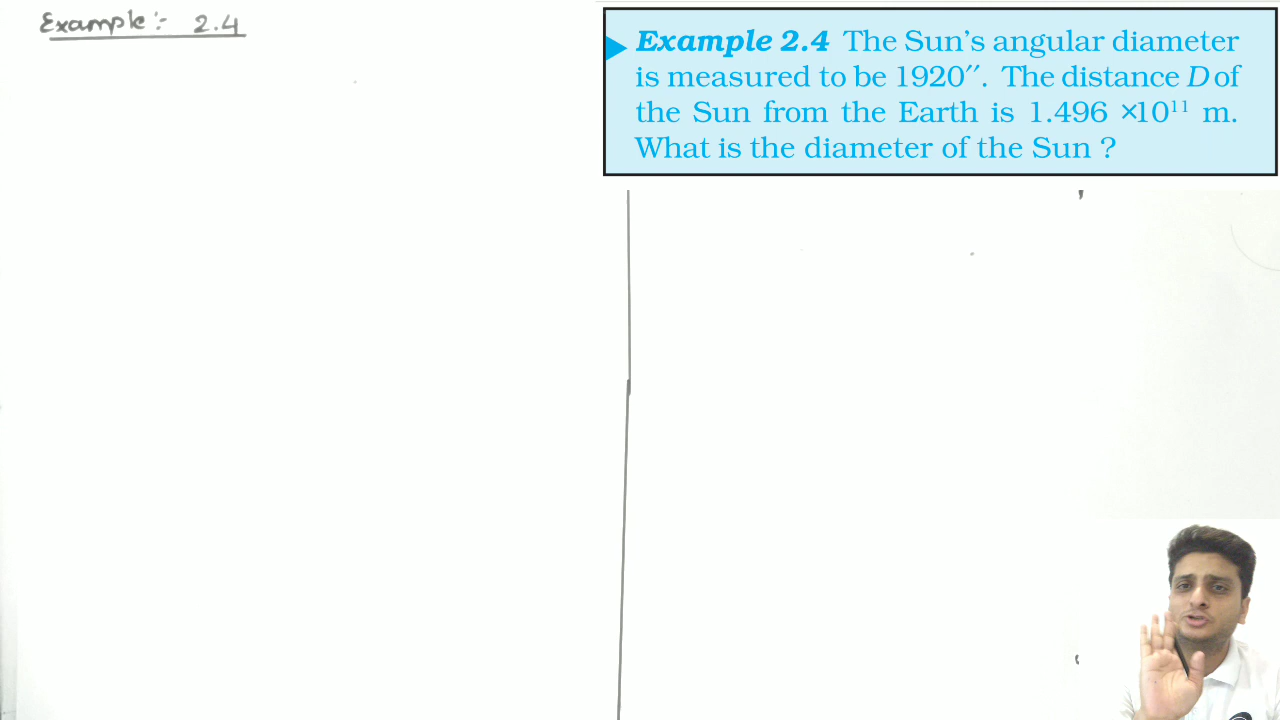 Example :- 2.4
Example 2.4 The Sun's angular diameter
is measured to be 1920″. The distance D of
the Sun from the Earth is 1.496 ×10¹¹ m.
What is the diameter of the Sun ?